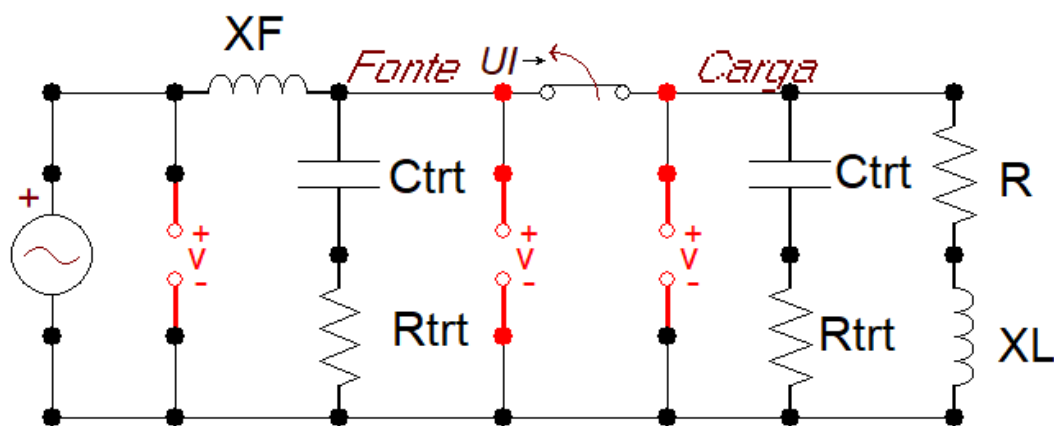 XF
Fonte
UI
Carga
Ctrt
Ctrt
R
+
+
V
-
+
V
-
+
V
-
Rtrt
Rtrt
XL